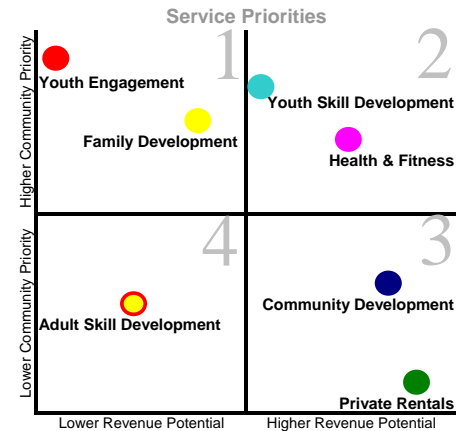 Service Priorities
Higher Community Priority
1
2
Youth Engagement
Youth Skill Development
Family Development
Health & Fitness
Lower Community Priority
4
3
Community Development
Adult Skill Development
Private Rentals
Lower Revenue Potential
Higher Revenue Potential